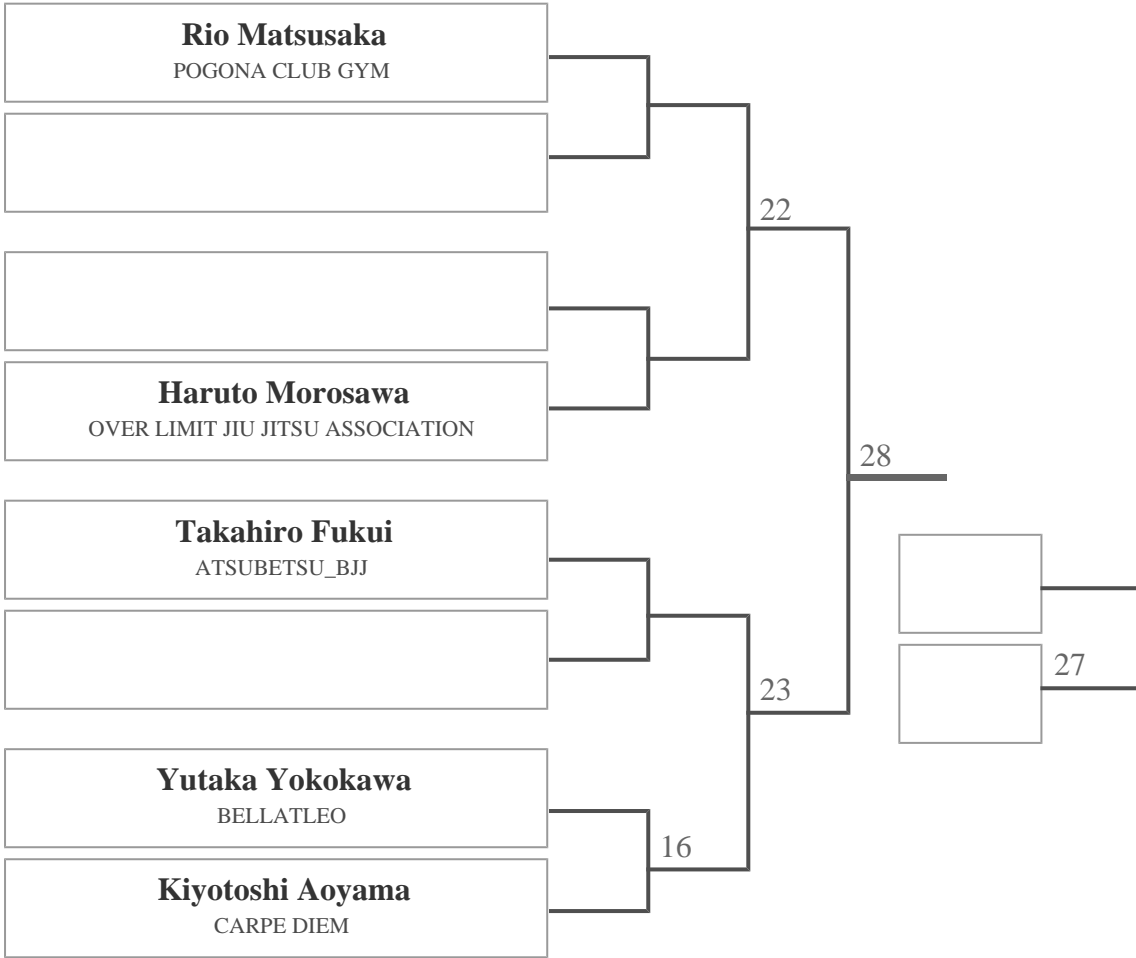 Rio Matsusaka
POGONA CLUB GYM
22
Haruto Morosawa
OVER LIMIT JIU JITSU ASSOCIATION
28
Takahiro Fukui
ATSUBETSU_BJJ
27
23
Yutaka Yokokawa
BELLATLEO
16
Kiyotoshi Aoyama
CARPE DIEM